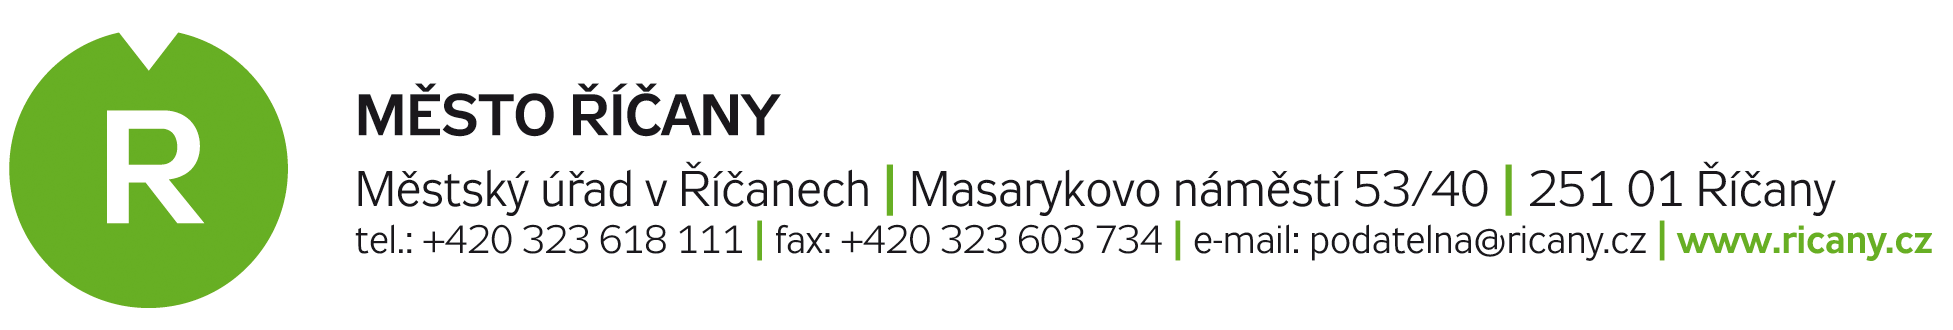 Ř
MĚSTO ŘÍČANY
Městský úřad v Říčanech | Masarykovo náměstí 53/40 | 251 01 Říčany
tel.: +420 323 618 111 | fax: +420 323 603 734 | e-mail: podatelna@ricany.cz | www.ricany.cz